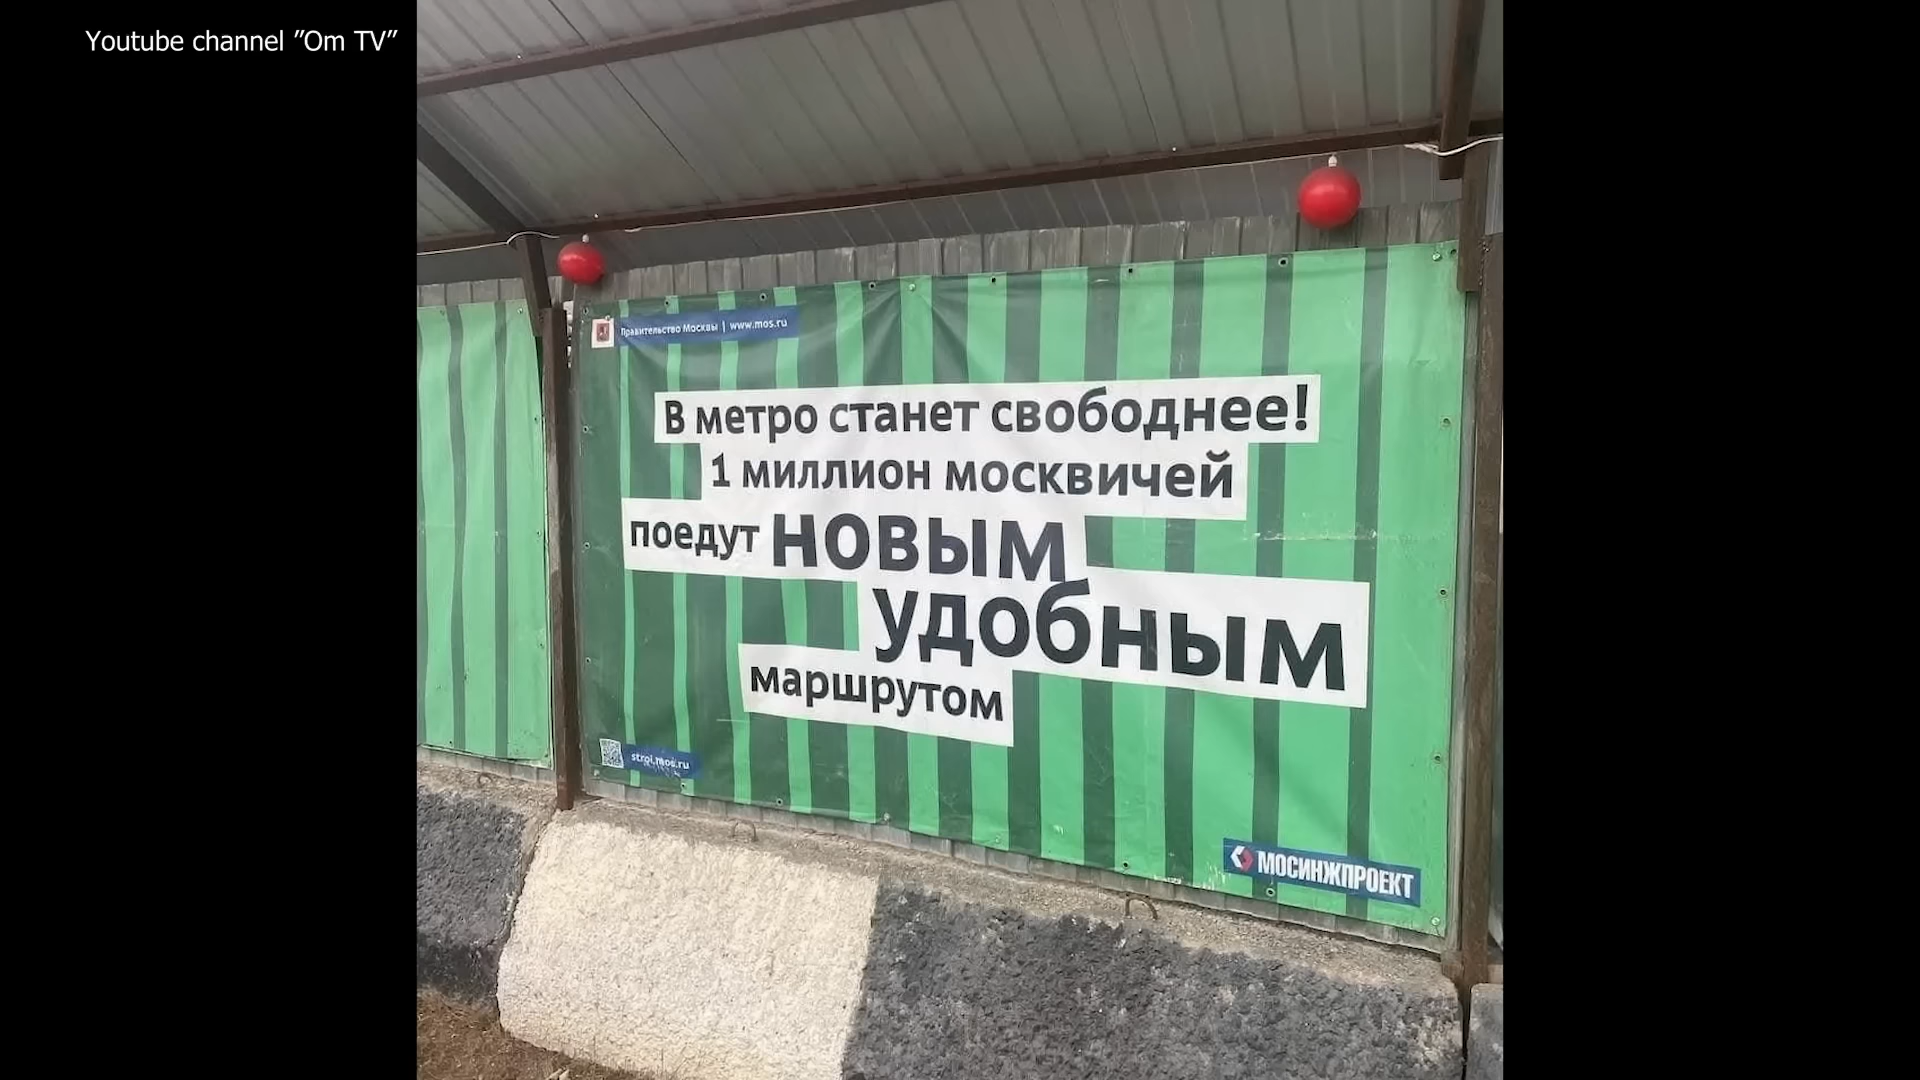 Youtube channel ”Om TV”
Правительство Москвы | www.mos.ru
В метро станет свободнее!
1 миллион москвичей
поедут новым
удобным
маршрутом
stroi.mos.ru
МОСИНЖПРОЕКТ